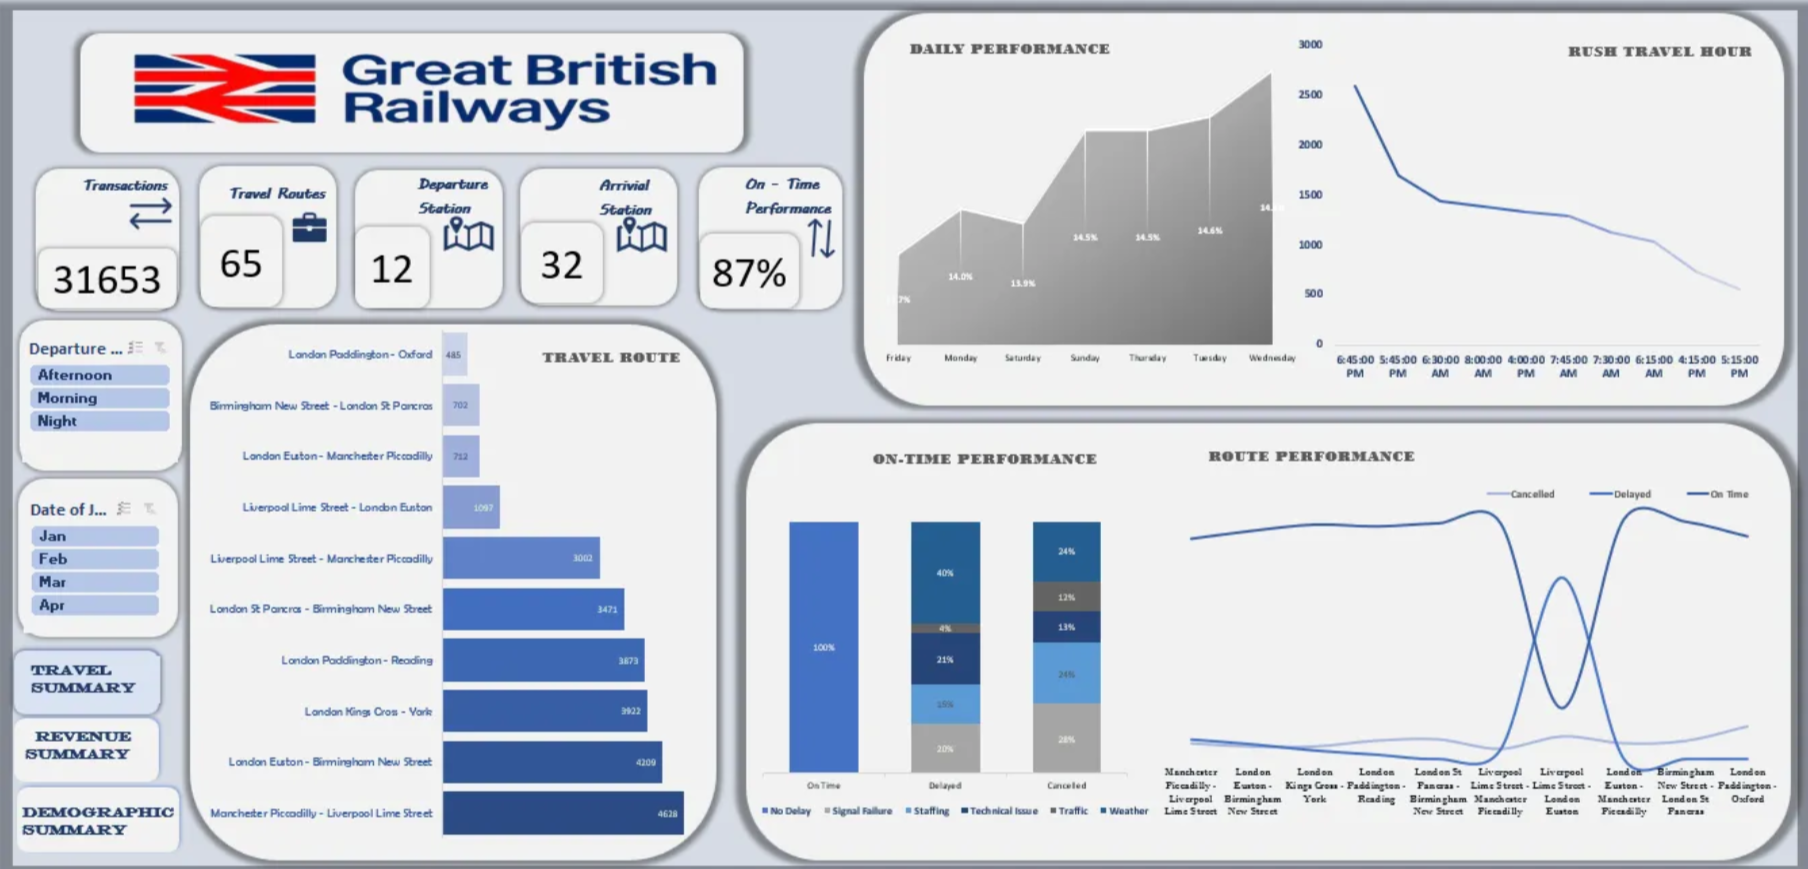 Great British
Railways
Transactions
31653
Travel Routes
65
Departure
Station
12
Arrivial
Station
32
On - Time
Performance
87%
Departure ...
Afternoon
Morning
Night
Date of J...
Jan
Feb
Mar
Apr
TRAVEL
SUMMARY
REVENUE
SUMMARY
DEMOGRAPHIC
SUMMARY
TRAVEL ROUTE
London Paddington - Oxford 485
Birmingham New Street - London St Pancras 702
London Euston - Manchester Piccadilly 712
Liverpool Lime Street - London Euston 1097
Liverpool Lime Street - Manchester Piccadilly 3002
London St Pancras - Birmingham New Street 3471
London Paddington - Reading 3873
London Kings Cross - York 3922
London Euston - Birmingham New Street 4209
Manchester Piccadilly - Liverpool Lime Street 4628
DAILY PERFORMANCE
14.0%
13.9%
14.5%
14.5%
14.6%
Friday Monday Saturday Sunday Thursday Tuesday Wednesday
RUSH TRAVEL HOUR
3000
2500
2000
1500
1000
500
0
6:45:00 5:45:00 6:30:00 8:00:00 4:00:00 7:45:00 7:30:00 6:15:00 4:15:00 5:15:00
PM PM AM AM PM AM AM AM PM PM
ON-TIME PERFORMANCE
100%
40%
4%
21%
15%
20%
24%
12%
13%
24%
28%
On Time Delayed Cancelled
No Delay Signal Failure Staffing Technical Issue Traffic Weather
ROUTE PERFORMANCE
Cancelled Delayed On Time
Manchester London London London London St Liverpool Liverpool London Birmingham London
Piccadilly - Euston - Kings Cross - Paddington - Pancras - Lime Street - Lime Street - Euston - New Street - Paddington -
Liverpool Birmingham York Reading Birmingham Manchester London Manchester London St Oxford
Lime Street New Street New Street Piccadilly Euston Piccadilly Pancras